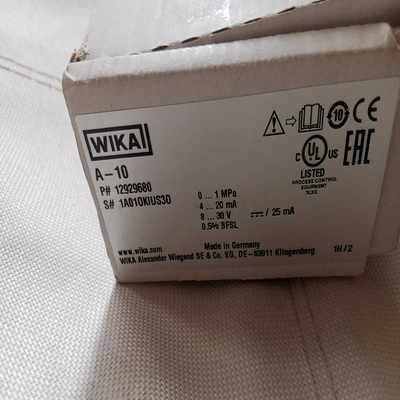 WIKA
A-10
P# 12929680
S# 1A010KIUS30
0 ... 1 MPa
4 ... 20 mA
8 ... 30 V ⎓ / 25 mA
0.5% BFSL
10
CE
c UL US
LISTED
PROCESS CONTROL
EQUIPMENT
EAC
www.wika.com
Made in Germany
WIKA Alexander Wiegand SE & Co. KG, DE-63911 Klingenberg
1H / 2